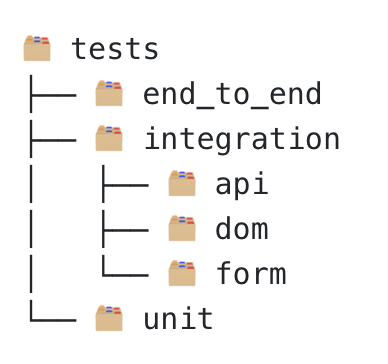 🗂️ tests
├── 🗂️ end_to_end
├── 🗂️ integration
│   ├── 🗂️ api
│   ├── 🗂️ dom
│   └── 🗂️ form
└── 🗂️ unit